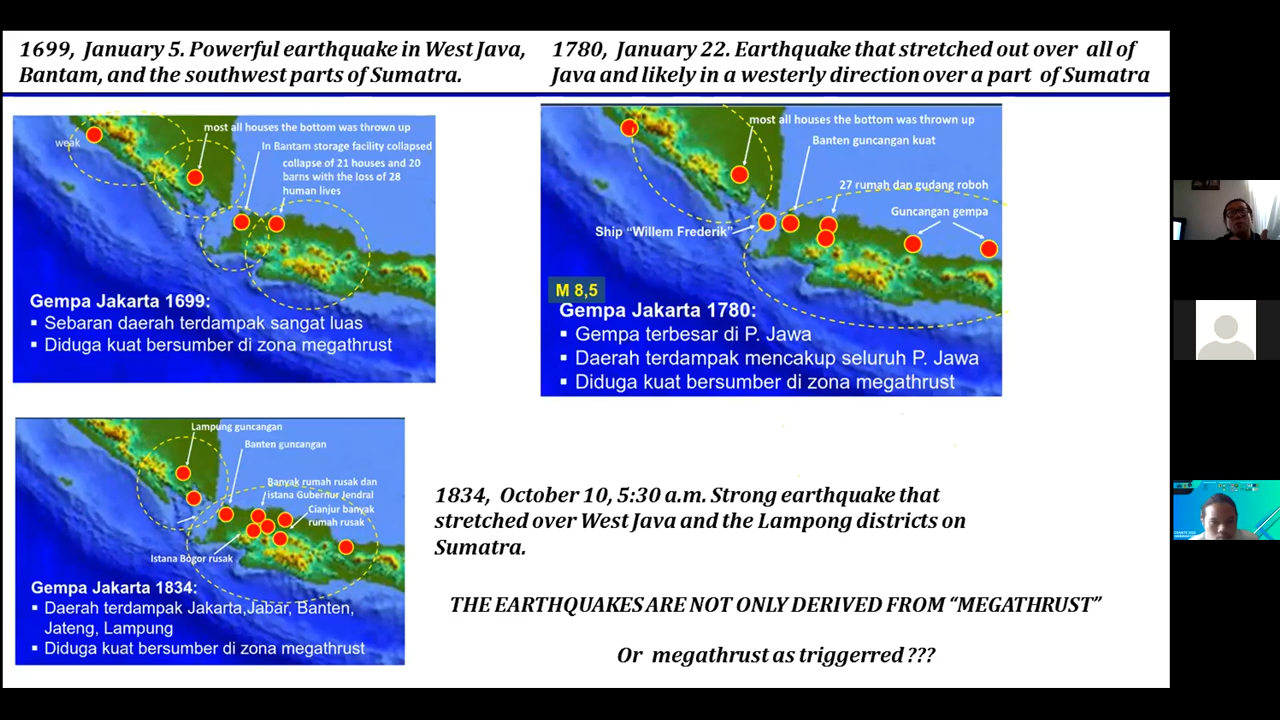 1699, January 5. Powerful earthquake in West Java,
Bantam, and the southwest parts of Sumatra.
1780, January 22. Earthquake that stretched out over all of
Java and likely in a westerly direction over a part of Sumatra
weak
most all houses the bottom was thrown up
In Bantam storage facility collapsed
collapse of 21 houses and 20
barns with the loss of 28
human lives
Gempa Jakarta 1699:
▪ Sebaran daerah terdampak sangat luas
▪ Diduga kuat bersumber di zona megathrust
most all houses the bottom was thrown up
Banten guncangan kuat
27 rumah dan gudang roboh
Guncangan gempa
Ship “Willem Frederik”
M 8,5
Gempa Jakarta 1780:
▪ Gempa terbesar di P. Jawa
▪ Daerah terdampak mencakup seluruh P. Jawa
▪ Diduga kuat bersumber di zona megathrust
Lampung guncangan
Banten guncangan
Banyak rumah rusak dan
istana Gubernur Jendral
Cianjur banyak
rumah rusak
Istana Bogor rusak
Gempa Jakarta 1834:
▪ Daerah terdampak Jakarta,Jabar, Banten,
Jateng, Lampung
▪ Diduga kuat bersumber di zona megathrust
1834, October 10, 5:30 a.m. Strong earthquake that
stretched over West Java and the Lampong districts on
Sumatra.
THE EARTHQUAKES ARE NOT ONLY DERIVED FROM “MEGATHRUST”
Or megathrust as triggerred ???